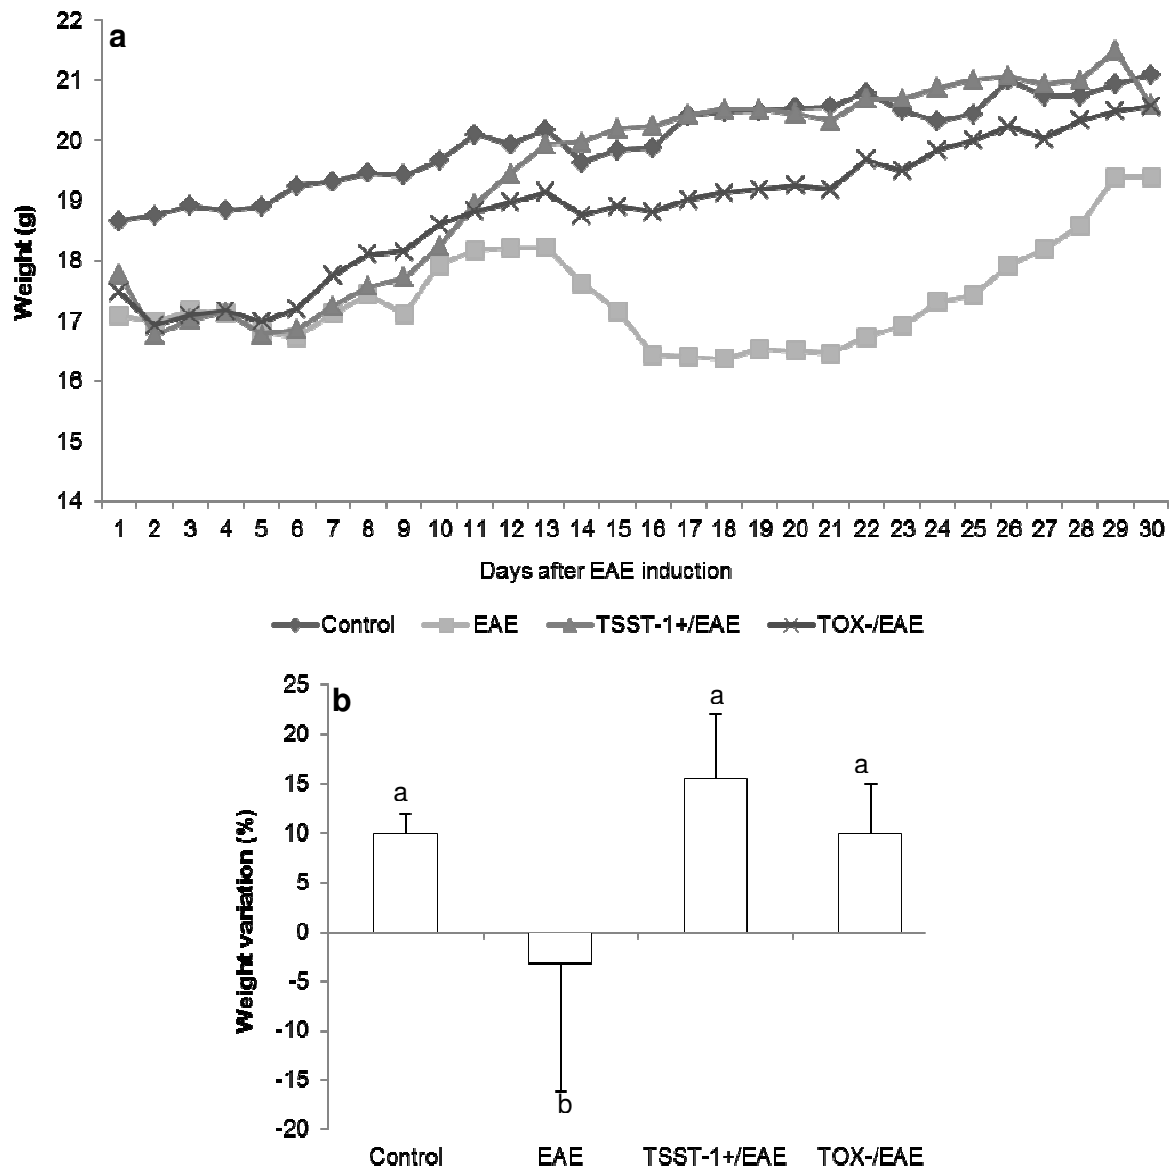 22
a
21
20
19
18
17
16
15
14
Weight (g)
1 2 3 4 5 6 7 8 9 10 11 12 13 14 15 16 17 18 19 20 21 22 23 24 25 26 27 28 29 30
Days after EAE induction
Control EAE TSST-1+/EAE TOX-/EAE
25
b
20
15
10
5
0
-5
-10
-15
-20
Weight variation (%)
a
a
a
b
Control EAE TSST-1+/EAE TOX-/EAE